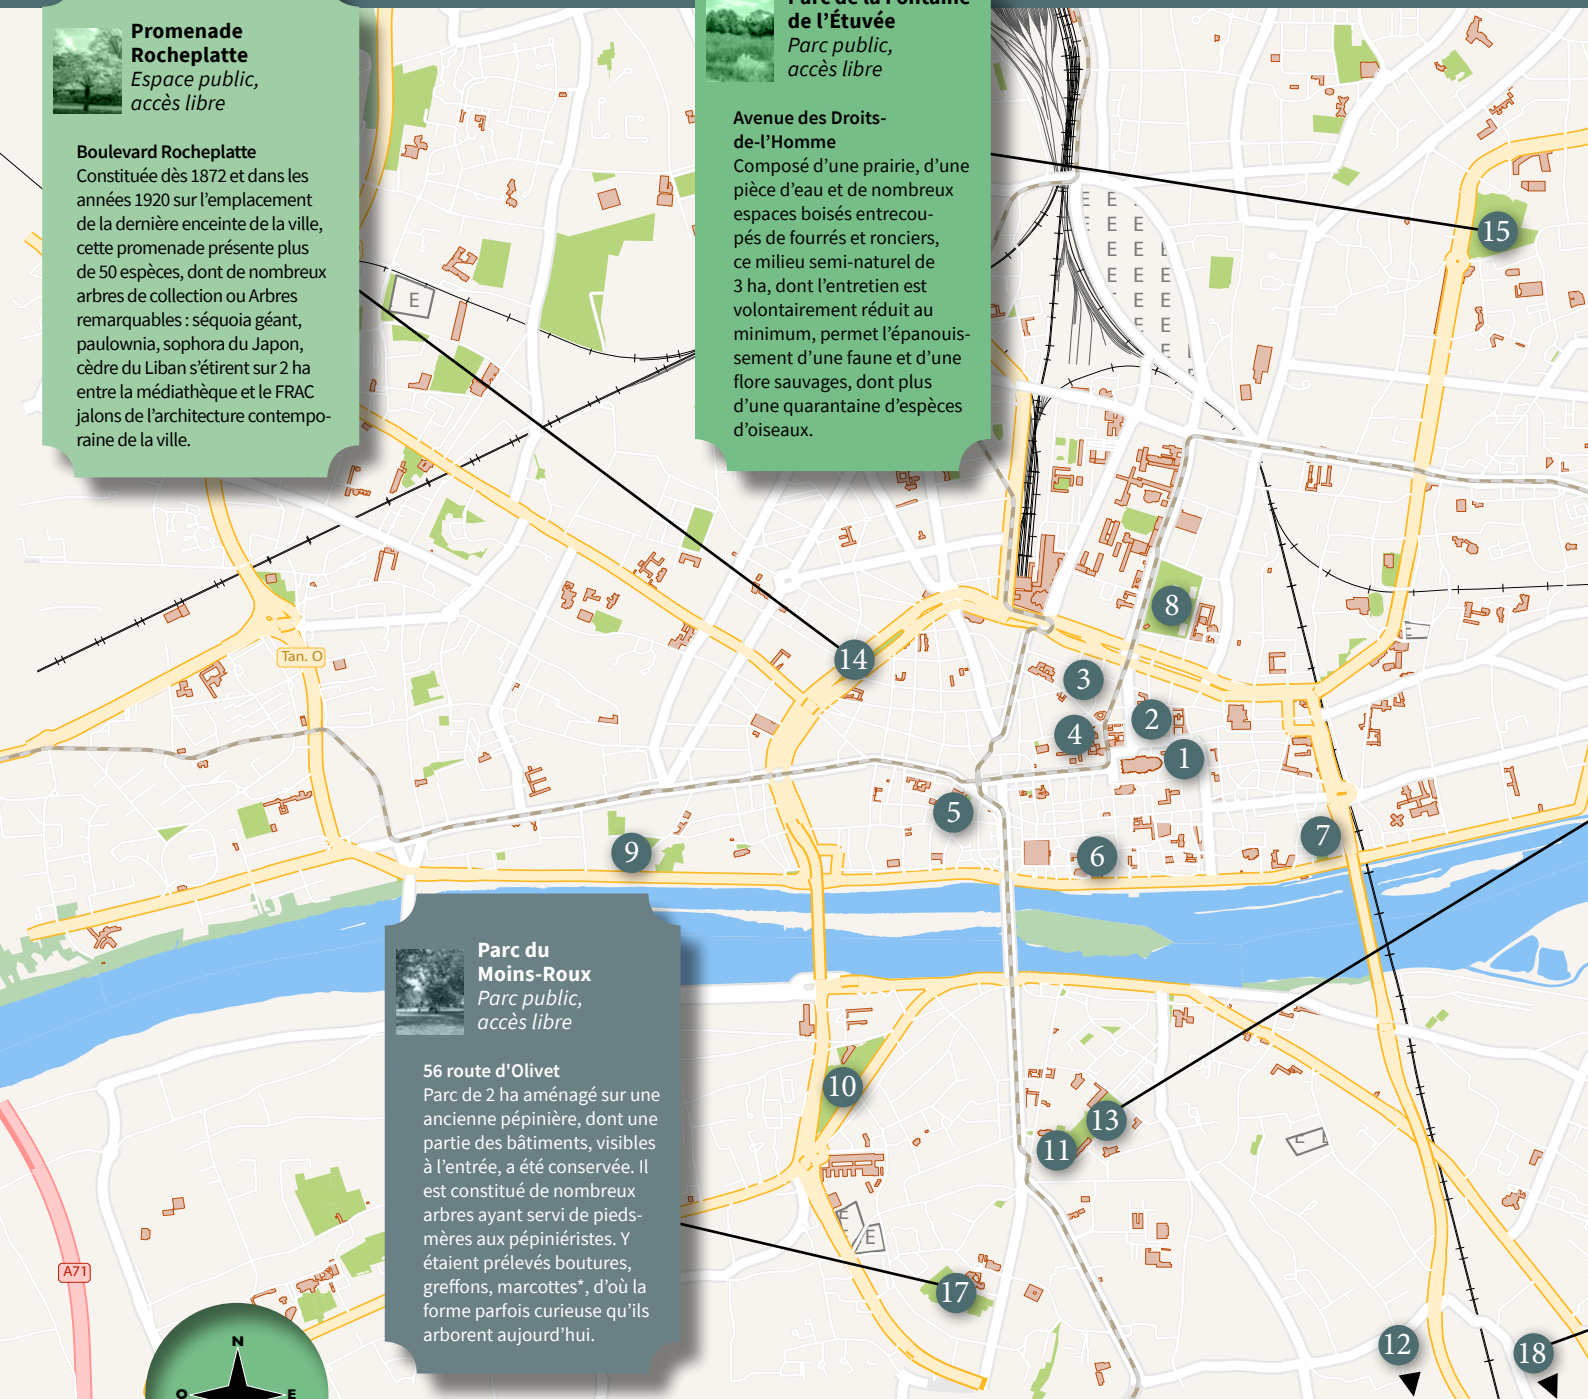 Promenade
Rocheplatte
Espace public,
accès libre
Boulevard Rocheplatte
Constituée dès 1872 et dans les
années 1920 sur l’emplacement
de la dernière enceinte de la ville,
cette promenade présente plus
de 50 espèces, dont de nombreux
arbres de collection ou Arbres
remarquables : séquoia géant,
paulownia, sophora du Japon,
cèdre du Liban s’étirent sur 2 ha
entre la médiathèque et le FRAC
jalons de l’architecture contempo-
raine de la ville.
Parc de la Fontaine
de l’Étuvée
Parc public,
accès libre
Avenue des Droits-
de-l’Homme
Composé d’une prairie, d’une
pièce d’eau et de nombreux
espaces boisés entrecou-
pés de fourrés et ronciers,
ce milieu semi-naturel de
3 ha, dont l’entretien est
volontairement réduit au
minimum, permet l’épanouis-
sement d’une faune et d’une
flore sauvages, dont plus
d’une quarantaine d’espèces
d’oiseaux.
E E
E E
E E E
E E E
E E E
E E E
E
E
15
8
14
3
2
4
1
5
7
6
9
Tan. O
Parc du
Moins-Roux
Parc public,
accès libre
56 route d'Olivet
Parc de 2 ha aménagé sur une
ancienne pépinière, dont une
partie des bâtiments, visibles
à l’entrée, a été conservée. Il
est constitué de nombreux
arbres ayant servi de pieds-
mères aux pépiniéristes. Y
étaient prélevés boutures,
greffons, marcottes*, d’où la
forme parfois curieuse qu’ils
arborent aujourd’hui.
10
13
11
E
E
17
12
18
A71
N
O E